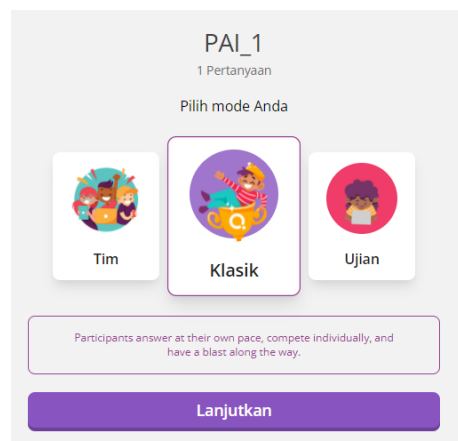 PAI_1
1 Pertanyaan
Pilih mode Anda
Tim
Klasik
Ujian
Participants answer at their own pace, compete individually, and
have a blast along the way.
Lanjutkan